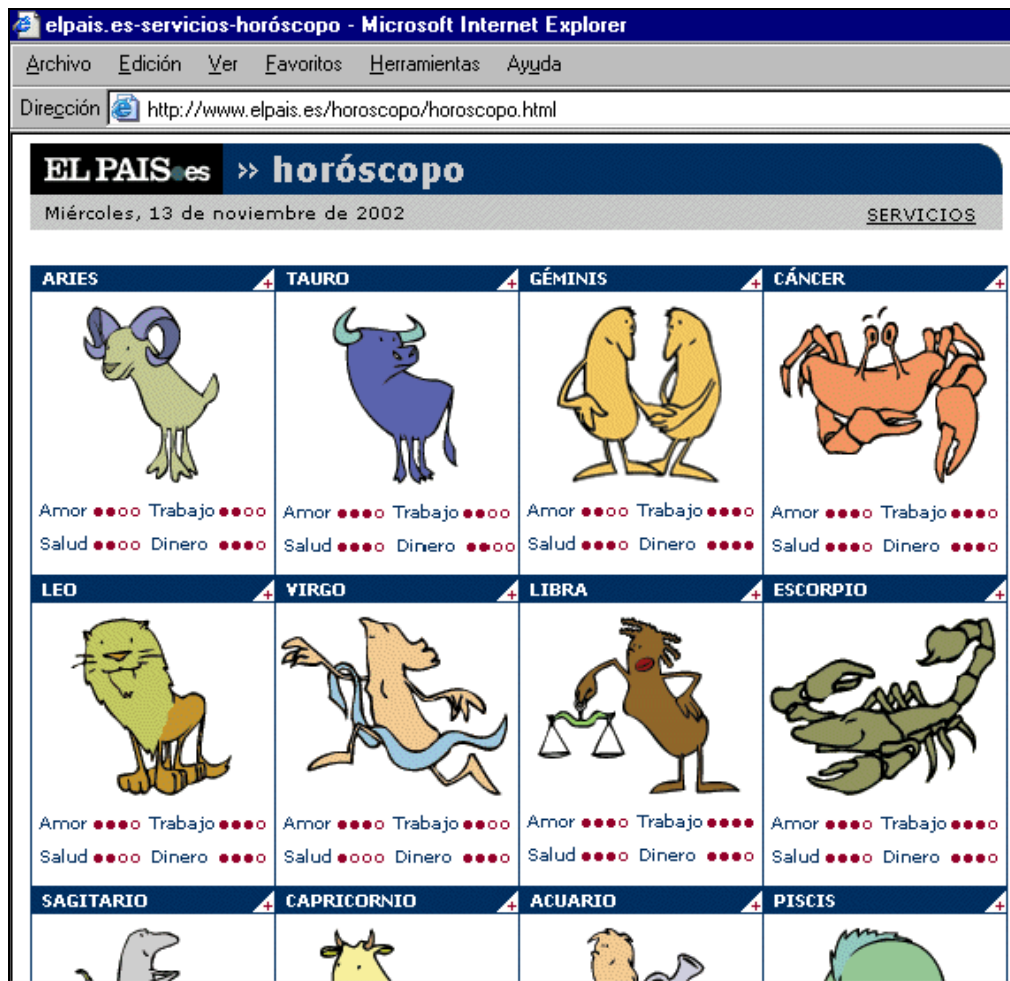 elpais.es-servicios-horóscopo - Microsoft Internet Explorer
Archivo Edición Ver Favoritos Herramientas Ayuda
Dirección http://www.elpais.es/horoscopo/horoscopo.html
EL PAIS.es » horóscopo
Miércoles, 13 de noviembre de 2002 SERVICIOS
ARIES TAURO GÉMINIS CÁNCER
Amor Trabajo Amor Trabajo Amor Trabajo Amor Trabajo
Salud Dinero Salud Dinero Salud Dinero Salud Dinero
LEO VIRGO LIBRA ESCORPIO
Amor Trabajo Amor Trabajo Amor Trabajo Amor Trabajo
Salud Dinero Salud Dinero Salud Dinero Salud Dinero
SAGITARIO CAPRICORNIO ACUARIO PISCIS